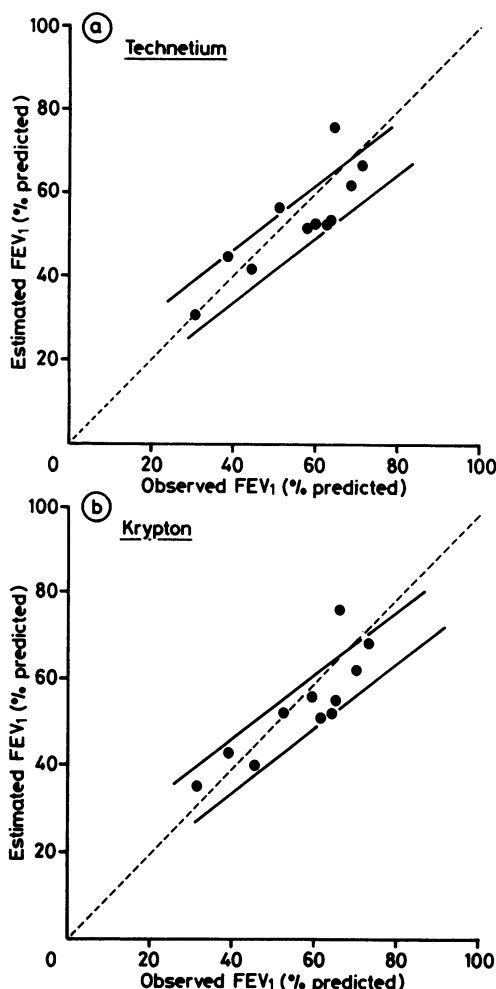 a
Technetium
Estimated FEV₁ (% predicted)
100
80
60
40
20
0
20 40 60 80 100
Observed FEV₁ (% predicted)
b
Krypton
Estimated FEV₁ (% predicted)
100
80
60
40
20
0
20 40 60 80 100
Observed FEV₁ (% predicted)